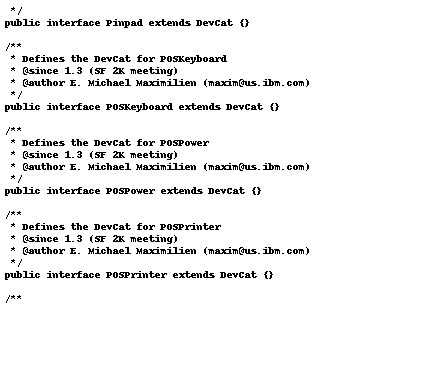 */
public interface Pinpad extends DevCat {}

/**
 * Defines the DevCat for POSKeyboard
 * @since 1.3 (SF 2K meeting)
 * @author E. Michael Maximilien (maxim@us.ibm.com)
 */
public interface POSKeyboard extends DevCat {}

/**
 * Defines the DevCat for POSPower
 * @since 1.3 (SF 2K meeting)
 * @author E. Michael Maximilien (maxim@us.ibm.com)
 */
public interface POSPower extends DevCat {}

/**
 * Defines the DevCat for POSPrinter
 * @since 1.3 (SF 2K meeting)
 * @author E. Michael Maximilien (maxim@us.ibm.com)
 */
public interface POSPrinter extends DevCat {}

/**